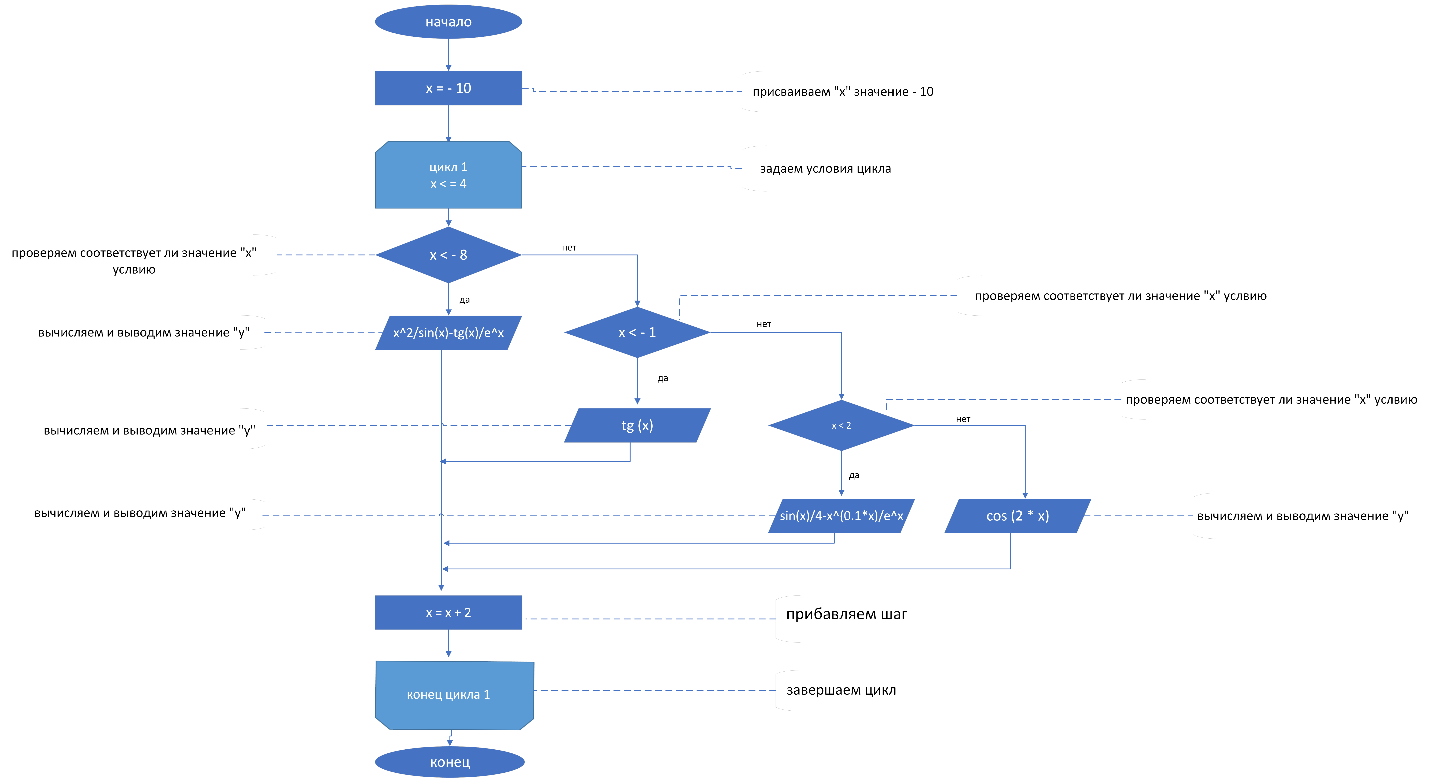 начало
x = - 10
присваиваем "x" значение - 10
цикл 1
x < = 4
задаем условия цикла
проверяем соответствует ли значение "x"
услвию
x < - 8
нет
да
проверяем соответствует ли значение "x" услвию
вычисляем и выводим значение "y"
x^2/sin(x)-tg(x)/e^x
x < - 1
нет
да
проверяем соответствует ли значение "x" услвию
вычисляем и выводим значение "y"
tg (x)
x < 2
нет
да
вычисляем и выводим значение "y"
sin(x)/4-x^(0.1*x)/e^x
cos (2 * x)
вычисляем и выводим значение "y"
x = x + 2
прибавляем шаг
конец цикла 1
завершаем цикл
конец